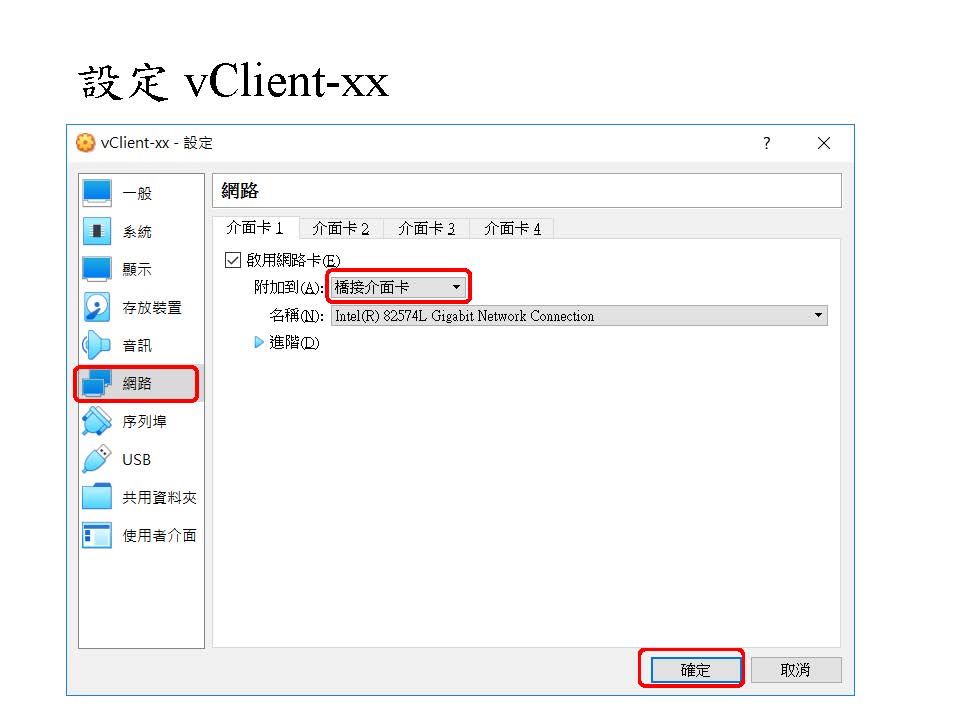 設定 vClient-xx
vClient-xx - 設定
?
一般
系統
顯示
存放裝置
音訊
網路
序列埠
USB
共用資料夾
使用者介面
網路
介面卡 1 介面卡 2 介面卡 3 介面卡 4
啟用網路卡(E)
附加到(A): 橋接介面卡
名稱(N): Intel(R) 82574L Gigabit Network Connection
進階(D)
確定 取消